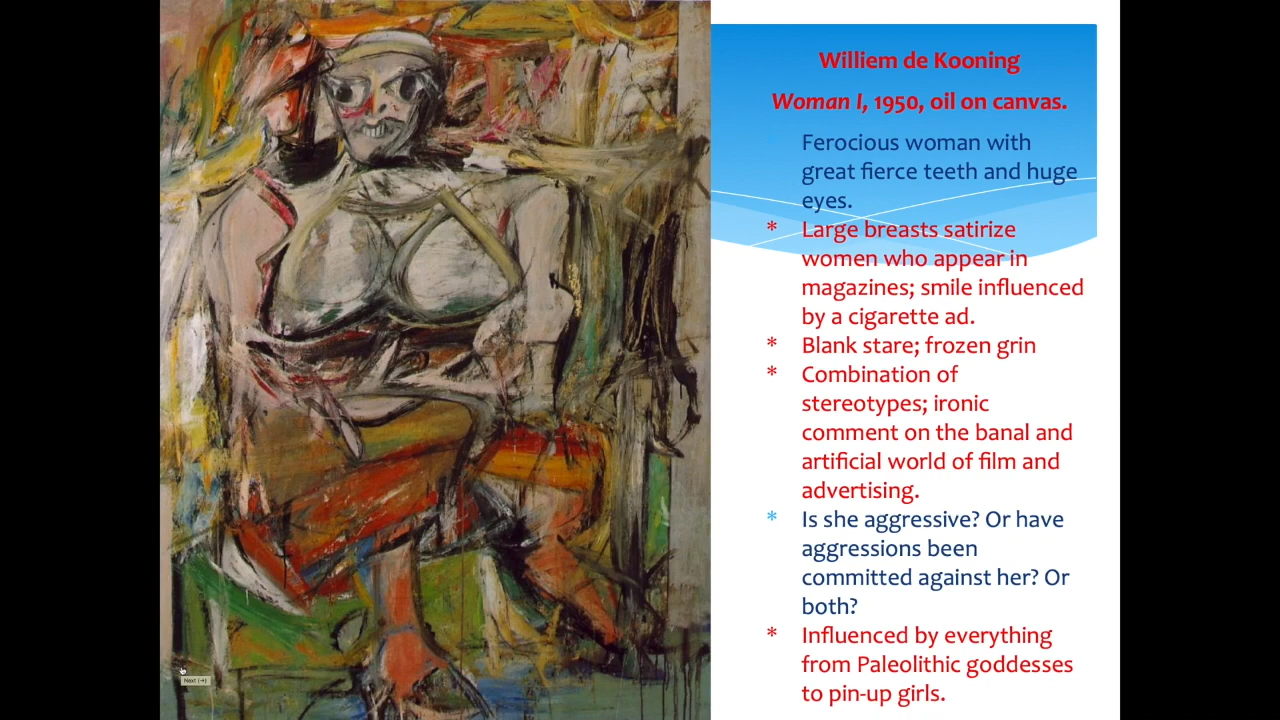 Williem de Kooning
Woman I, 1950, oil on canvas.
Ferocious woman with
great fierce teeth and huge
eyes.
* Large breasts satirize
women who appear in
magazines; smile influenced
by a cigarette ad.
* Blank stare; frozen grin
* Combination of
stereotypes; ironic
comment on the banal and
artificial world of film and
advertising.
* Is she aggressive? Or have
aggressions been
committed against her? Or
both?
* Influenced by everything
from Paleolithic goddesses
to pin-up girls.
Next (→)